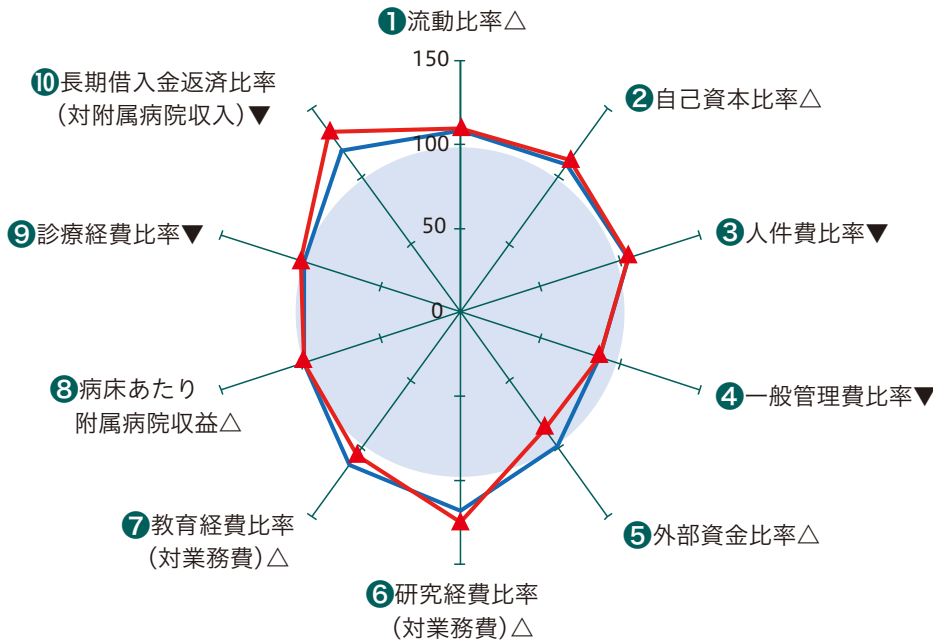 ❶流動比率△
150
❿長期借入金返済比率
(対附属病院収入)▼
❷自己資本比率△
100
❾診療経費比率▼
50
❸人件費比率▼
0
❽病床あたり
附属病院収益△
❹一般管理費比率▼
❼教育経費比率
(対業務費)△
❺外部資金比率△
❻研究経費比率
(対業務費)△